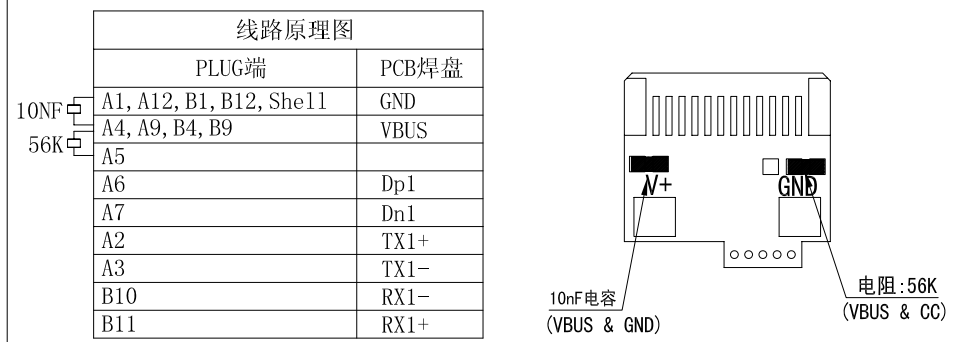 线路原理图
PLUG端 PCB焊盘
A1, A12, B1, B12, Shell GND
10NF
A4, A9, B4, B9 VBUS
56K
A5
A6 Dp1
A7 Dn1
A2 TX1+
A3 TX1-
B10 RX1-
B11 RX1+
V+ GND
10nF电容
(VBUS & GND)
电阻:56K
(VBUS & CC)